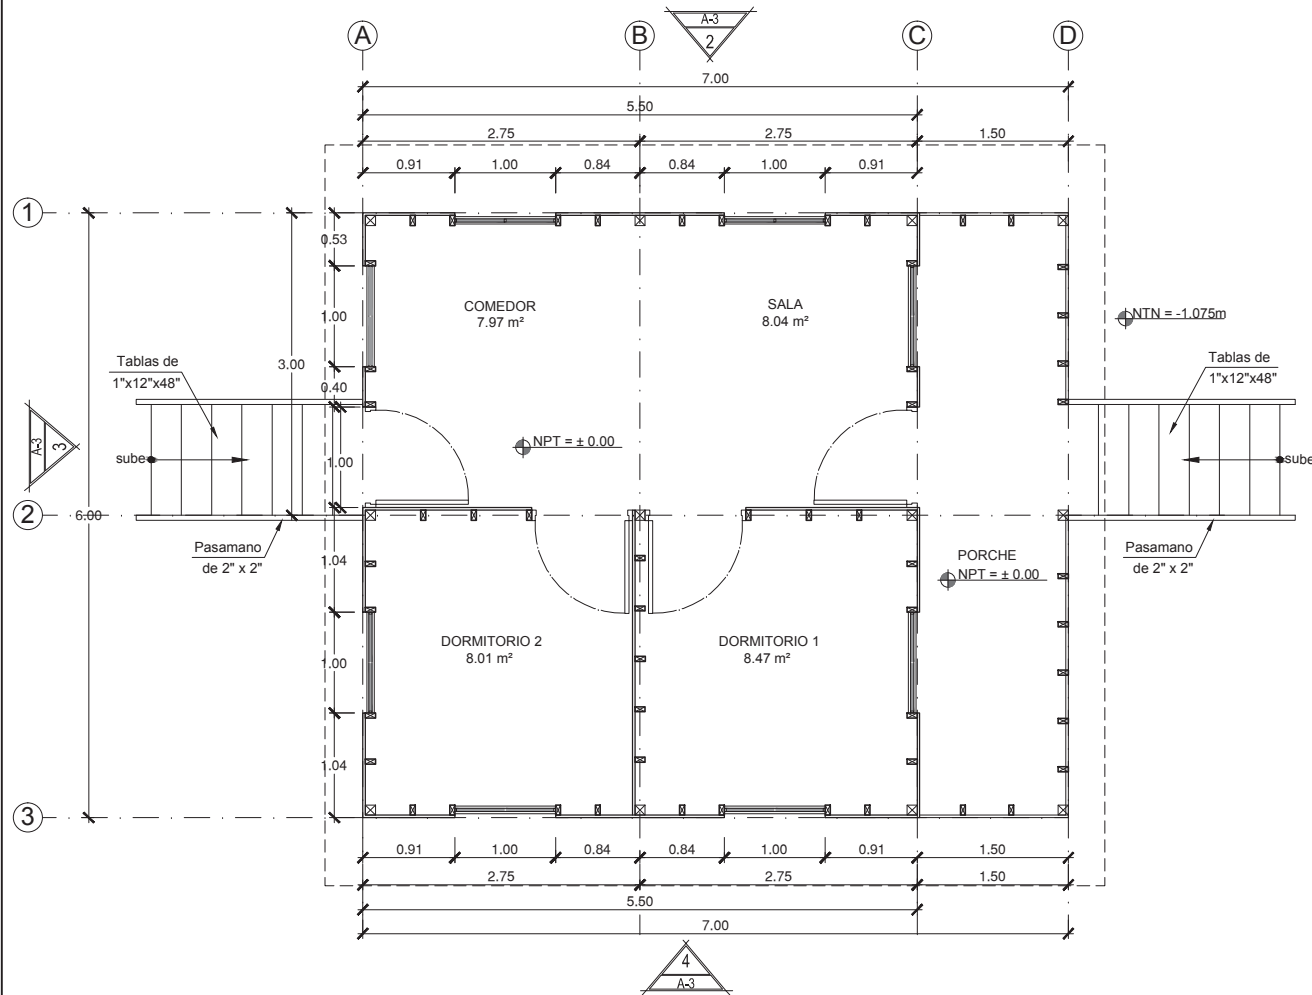 A
B
C
D
A-3
2
7.00
5.50
2.75
2.75
1.50
0.91
1.00
0.84
0.84
1.00
0.91
1
0.53
COMEDOR
7.97 m²
SALA
8.04 m²
NTN = -1.075m
1.00
3.00
Tablas de
1"x12"x48"
Tablas de
1"x12"x48"
0.40
A-3
3
sube
NPT = ± 0.00
1.00
sube
2
6.00
Pasamano
de 2" x 2"
1.04
PORCHE
NPT = ± 0.00
Pasamano
de 2" x 2"
DORMITORIO 2
8.01 m²
DORMITORIO 1
8.47 m²
1.00
1.04
3
0.91
1.00
0.84
0.84
1.00
0.91
1.50
2.75
2.75
1.50
5.50
7.00
4
A-3